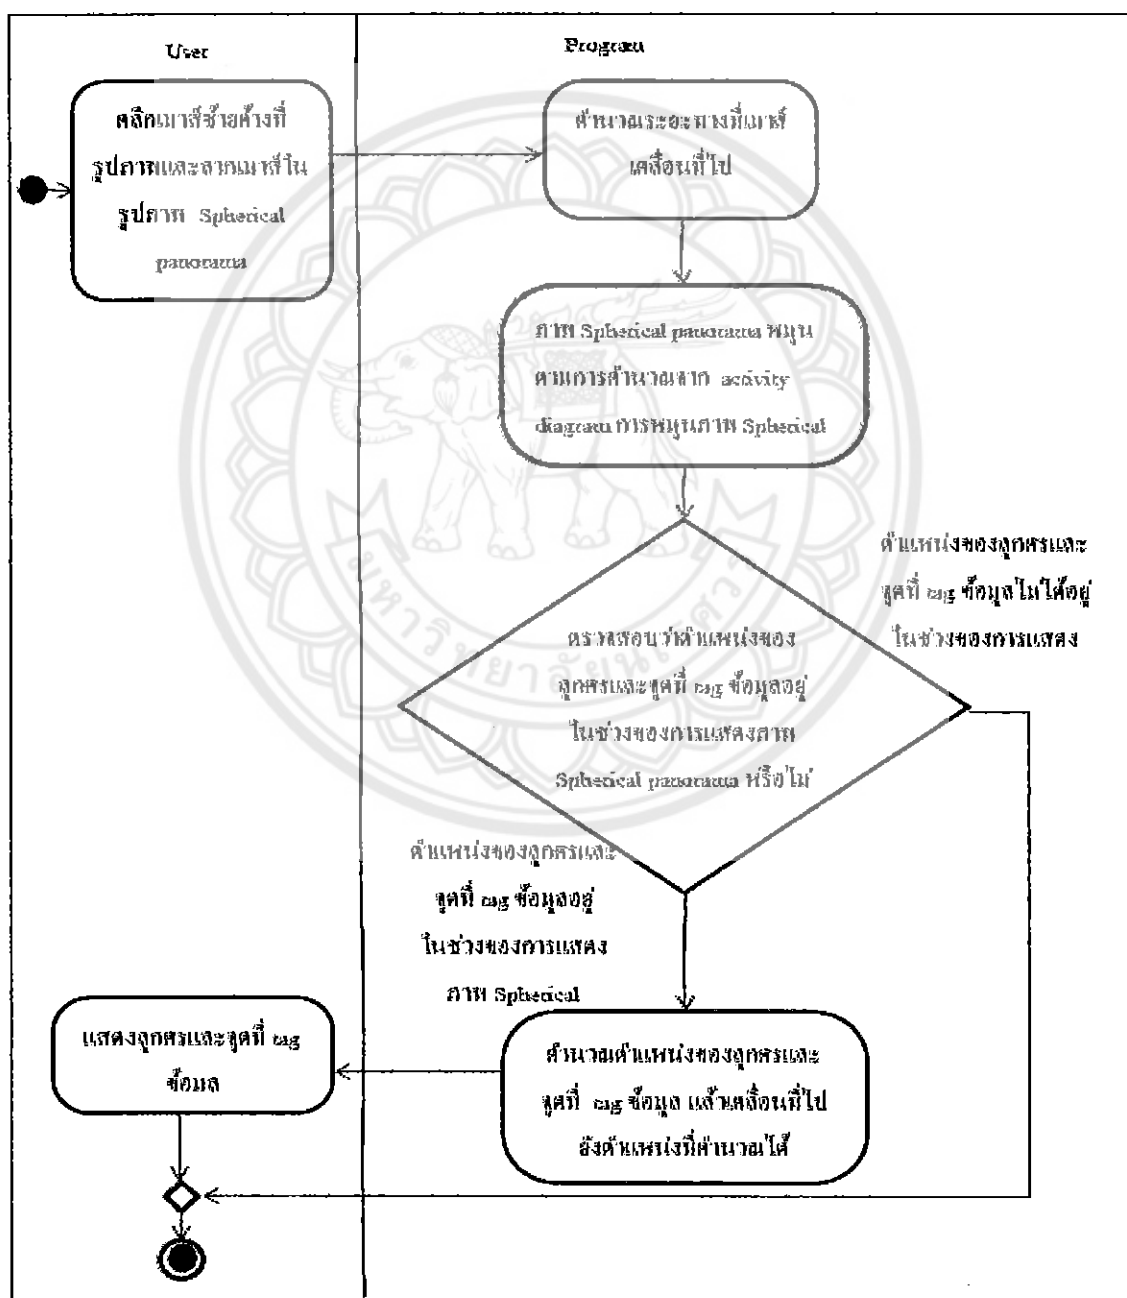 User
Program
คลิกเมาส์ซ้ายค้างที่
รูปภาพและลากเมาส์ใน
รูปภาพ Spherical
panorama
คำนวณระยะทางที่เมาส์
เคลื่อนที่ไป
ภาพ Spherical panorama หมุน
ตามการคำนวณจาก activity
diagram การหมุนภาพ Spherical
ตำแหน่งของลูกศรและ
จุดที่ tag ข้อมูลไม่ได้อยู่
ในช่วงของการแสดง
ตรวจสอบว่าตำแหน่งของ
ลูกศรและจุดที่ tag ข้อมูลอยู่
ในช่วงของการแสดงภาพ
Spherical panorama หรือไม่
ตำแหน่งของลูกศรและ
จุดที่ tag ข้อมูลอยู่
ในช่วงของการแสดง
ภาพ Spherical
แสดงลูกศรและจุดที่ tag
ข้อมูล
คำนวณตำแหน่งของลูกศรและ
จุดที่ tag ข้อมูล แล้วเคลื่อนที่ไป
ยังตำแหน่งที่คำนวณได้
มหาวิทยาลัยนเรศวร